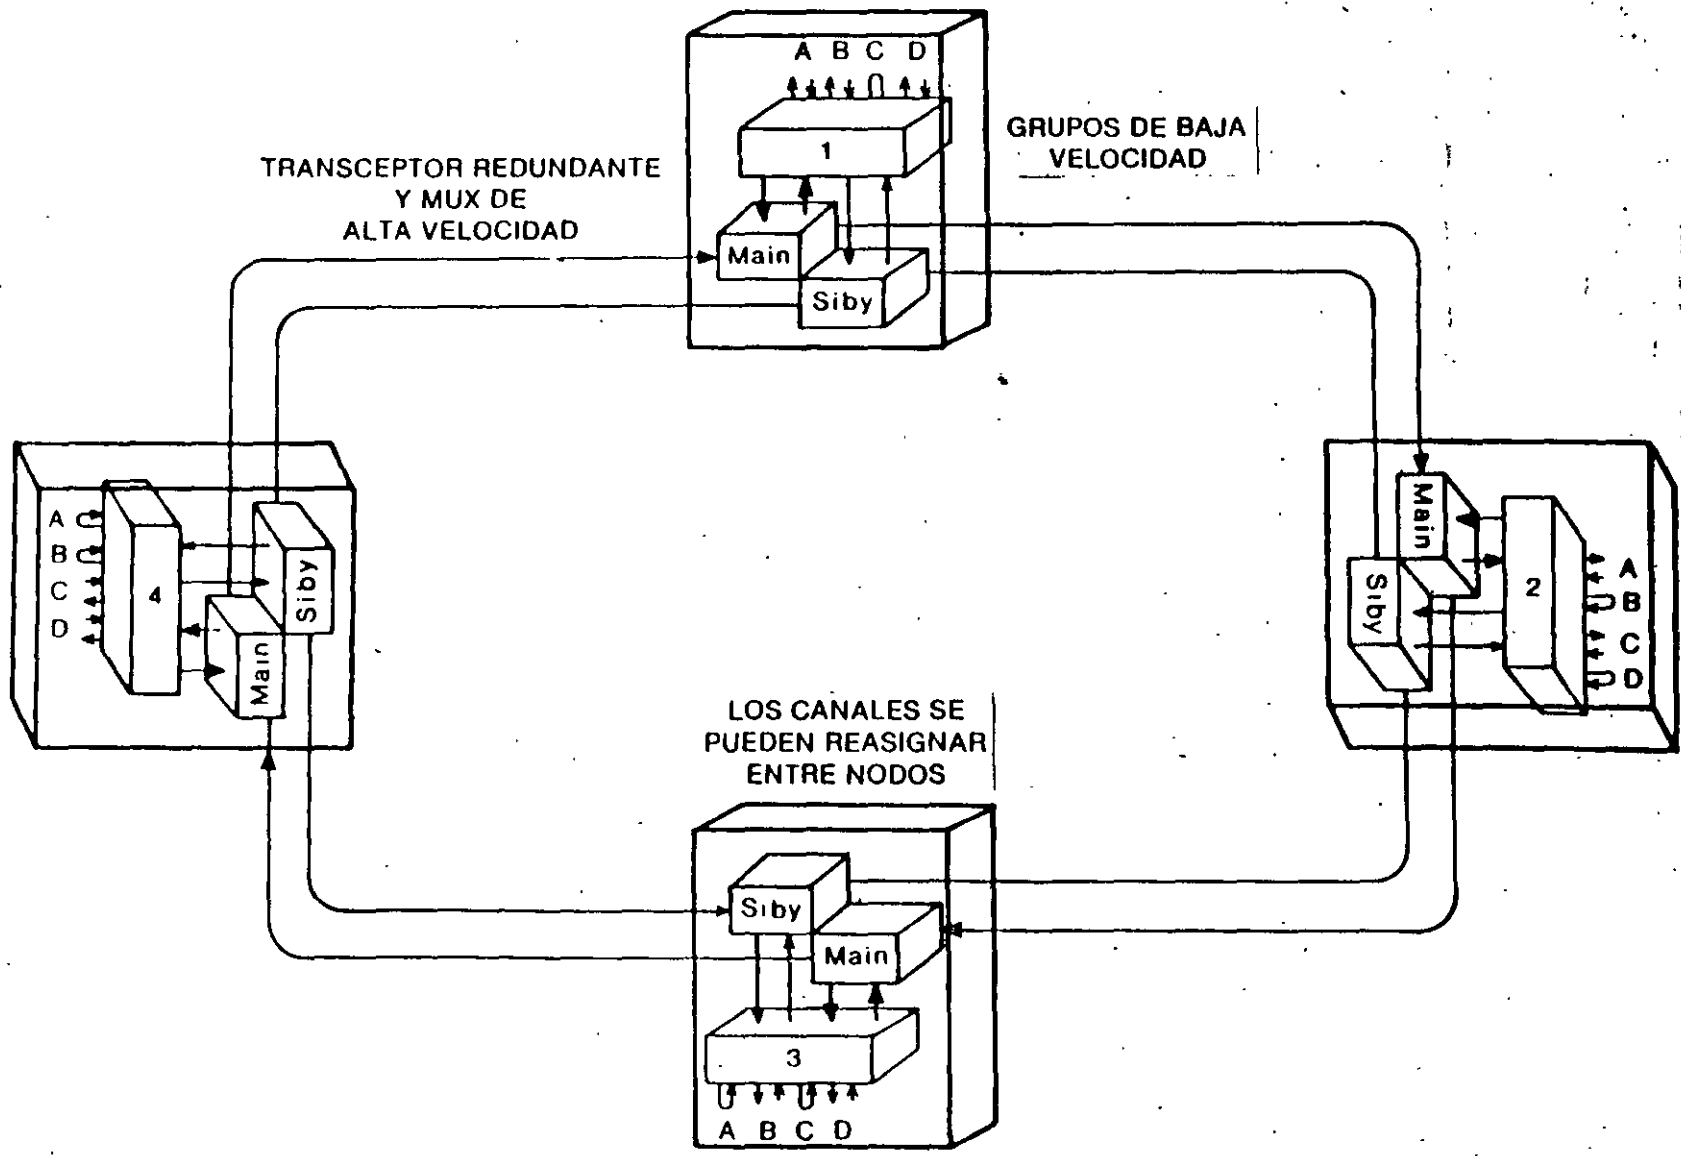 A B C D
1
GRUPOS DE BAJA
VELOCIDAD
TRANSCEPTOR REDUNDANTE
Y MUX DE
ALTA VELOCIDAD
Main
Siby
A
B
C
D
4
Siby
Main
Main
Siby
2
A
B
C
D
LOS CANALES SE
PUEDEN REASIGNAR
ENTRE NODOS
Siby
Main
3
A B C D